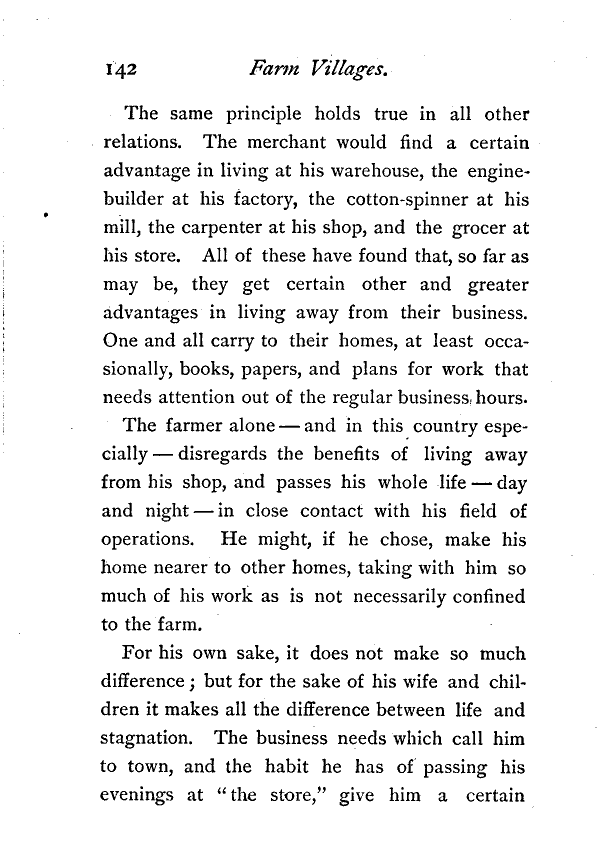 142 Farm Villages.
The same principle holds true in all other
relations. The merchant would find a certain
advantage in living at his warehouse, the engine-
builder at his factory, the cotton-spinner at his
mill, the carpenter at his shop, and the grocer at
his store. All of these have found that, so far as
may be, they get certain other and greater
advantages in living away from their business.
One and all carry to their homes, at least occa-
sionally, books, papers, and plans for work that
needs attention out of the regular business hours.
The farmer alone — and in this country espe-
cially — disregards the benefits of living away
from his shop, and passes his whole life — day
and night — in close contact with his field of
operations. He might, if he chose, make his
home nearer to other homes, taking with him so
much of his work as is not necessarily confined
to the farm.
For his own sake, it does not make so much
difference; but for the sake of his wife and chil-
dren it makes all the difference between life and
stagnation. The business needs which call him
to town, and the habit he has of passing his
evenings at "the store," give him a certain